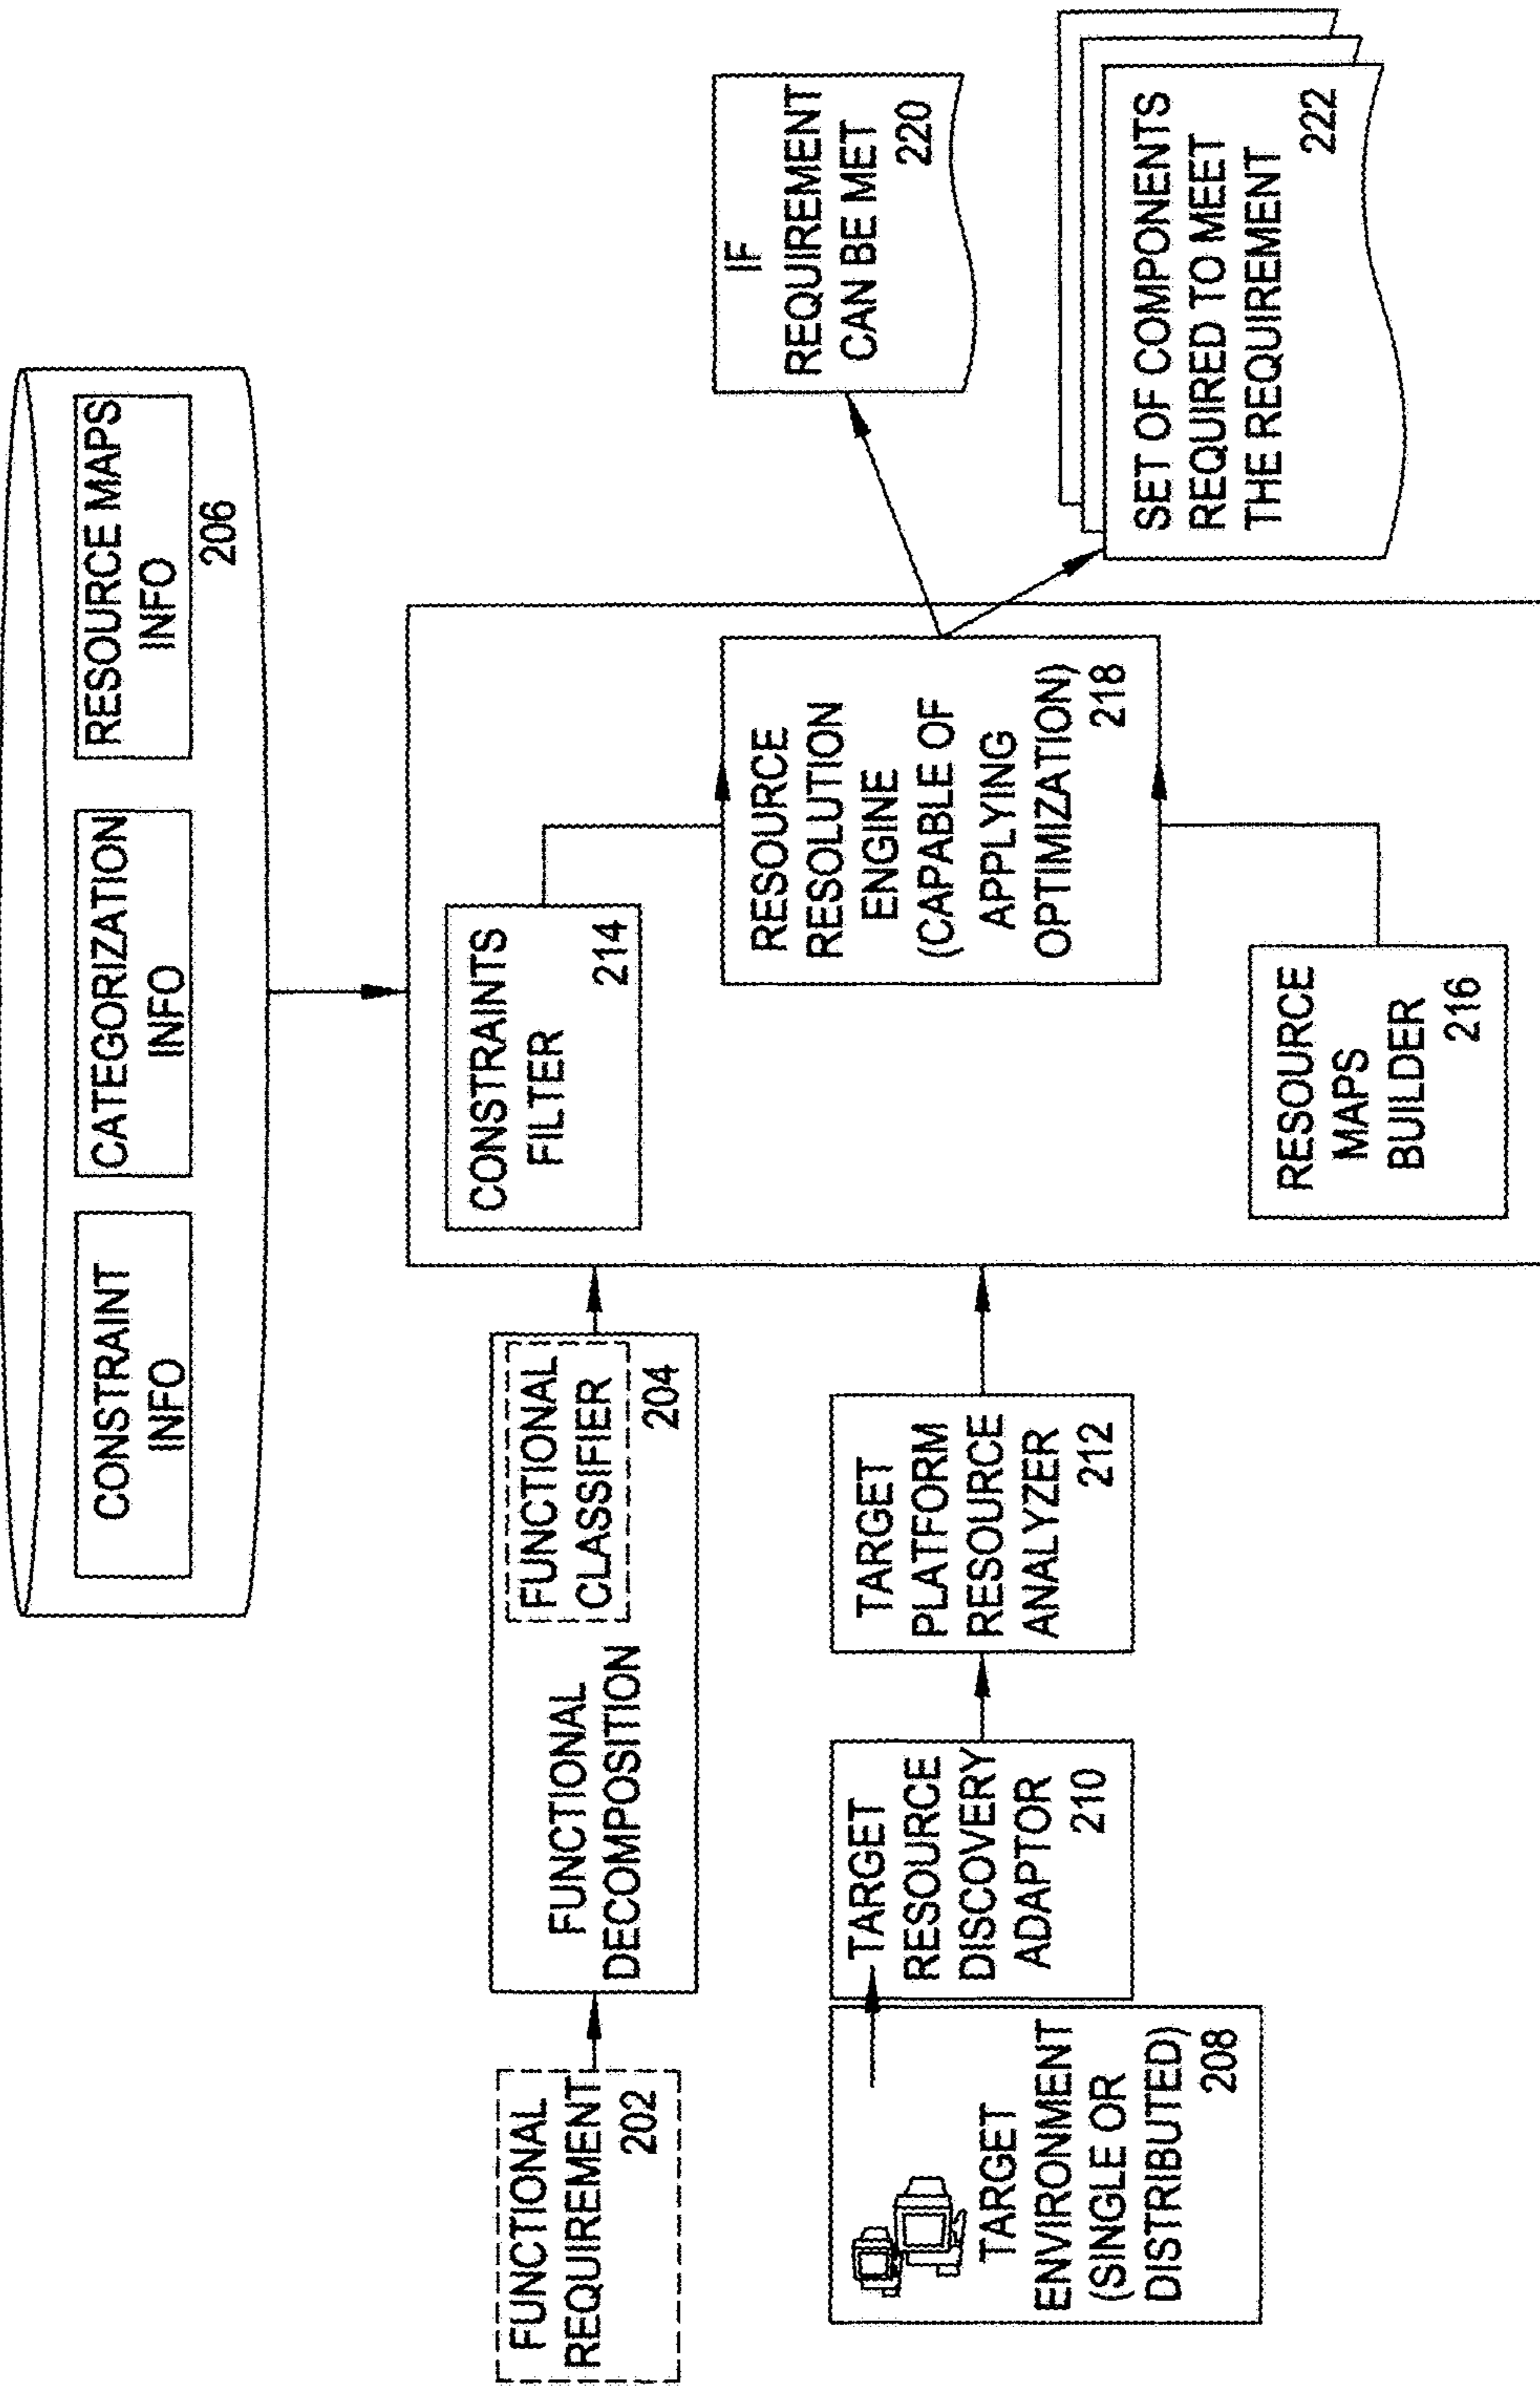 CONSTRAINT
INFO
CATEGORIZATION
INFO
RESOURCE MAPS
INFO
206
FUNCTIONAL
REQUIREMENT
202
FUNCTIONAL
DECOMPOSITION
FUNCTIONAL
CLASSIFIER
204
CONSTRAINTS
FILTER
214
RESOURCE
RESOLUTION
ENGINE
(CAPABLE OF
APPLYING
OPTIMIZATION)
218
IF
REQUIREMENT
CAN BE MET
220
TARGET
ENVIRONMENT
(SINGLE OR
DISTRIBUTED)
208
TARGET
RESOURCE
DISCOVERY
ADAPTOR
210
TARGET
PLATFORM
RESOURCE
ANALYZER
212
RESOURCE
MAPS
BUILDER
216
SET OF COMPONENTS
REQUIRED TO MEET
THE REQUIREMENT
222